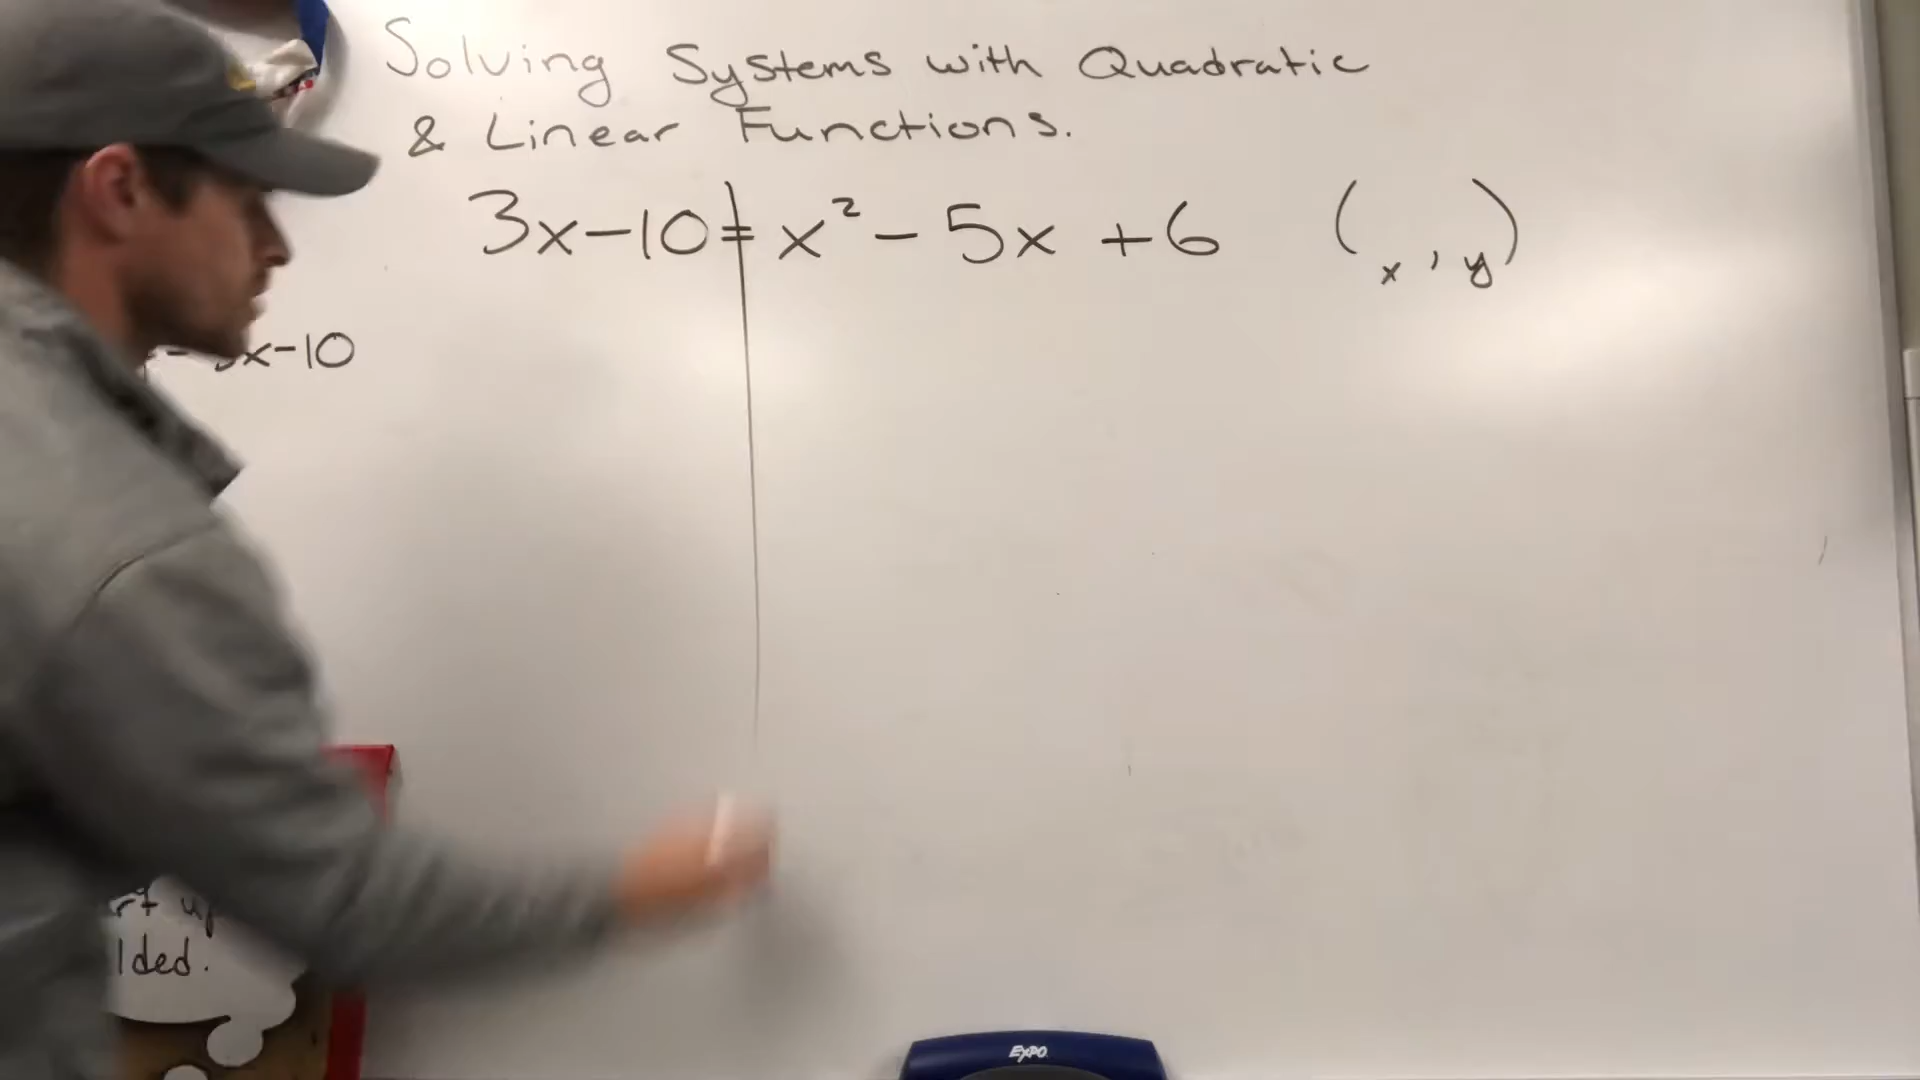 Solving Systems with Quadratic
& Linear Functions.
3x-10 = x² - 5x + 6 ( x , y )
x-10
lded.
EXPO